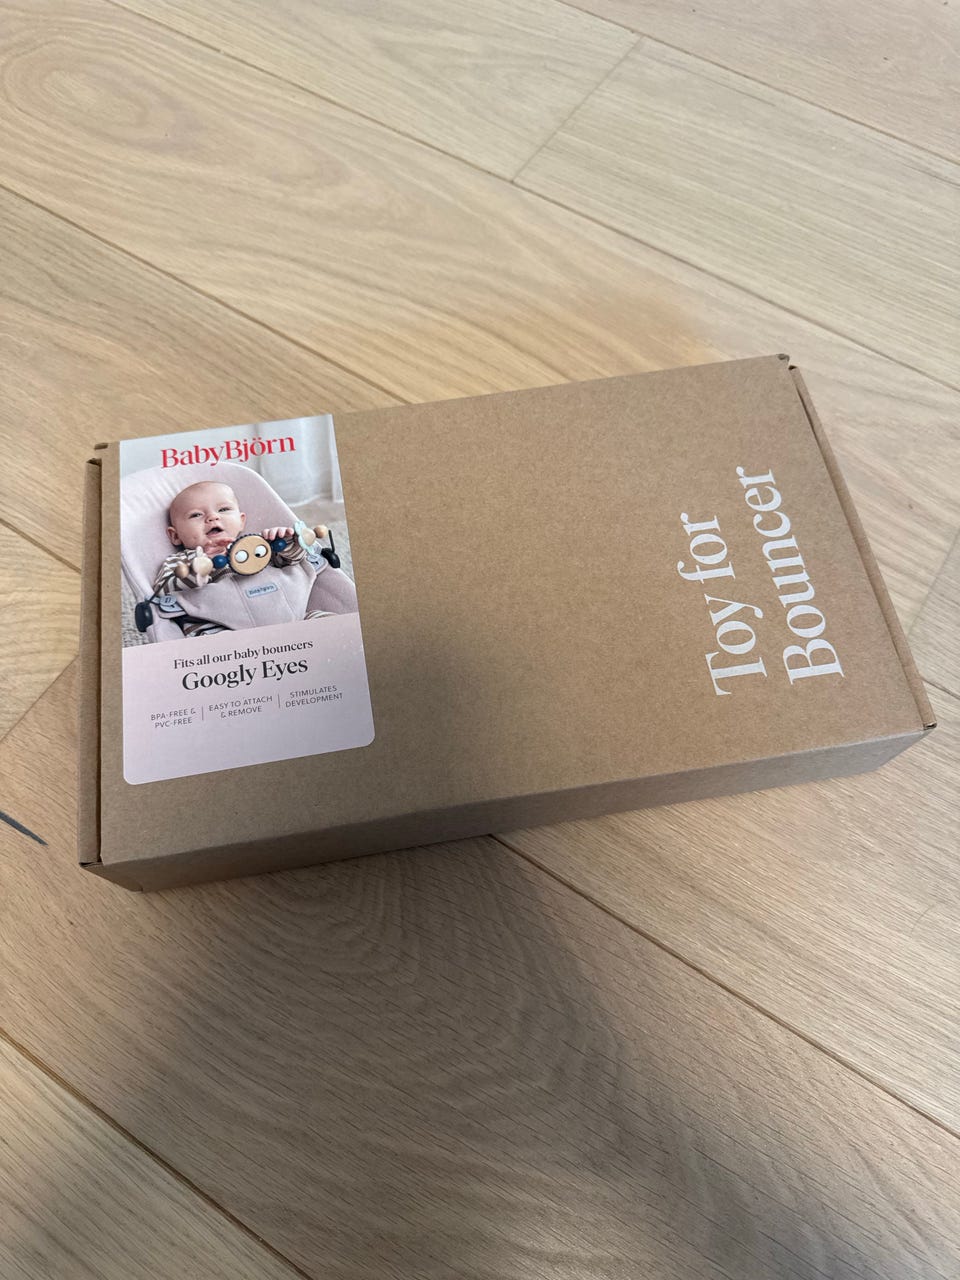 BabyBjörn
BabyBjörn
Fits all our baby bouncers
Googly Eyes
BPA-FREE &
PVC-FREE
EASY TO ATTACH
& REMOVE
STIMULATES
DEVELOPMENT
Toy for
Bouncer